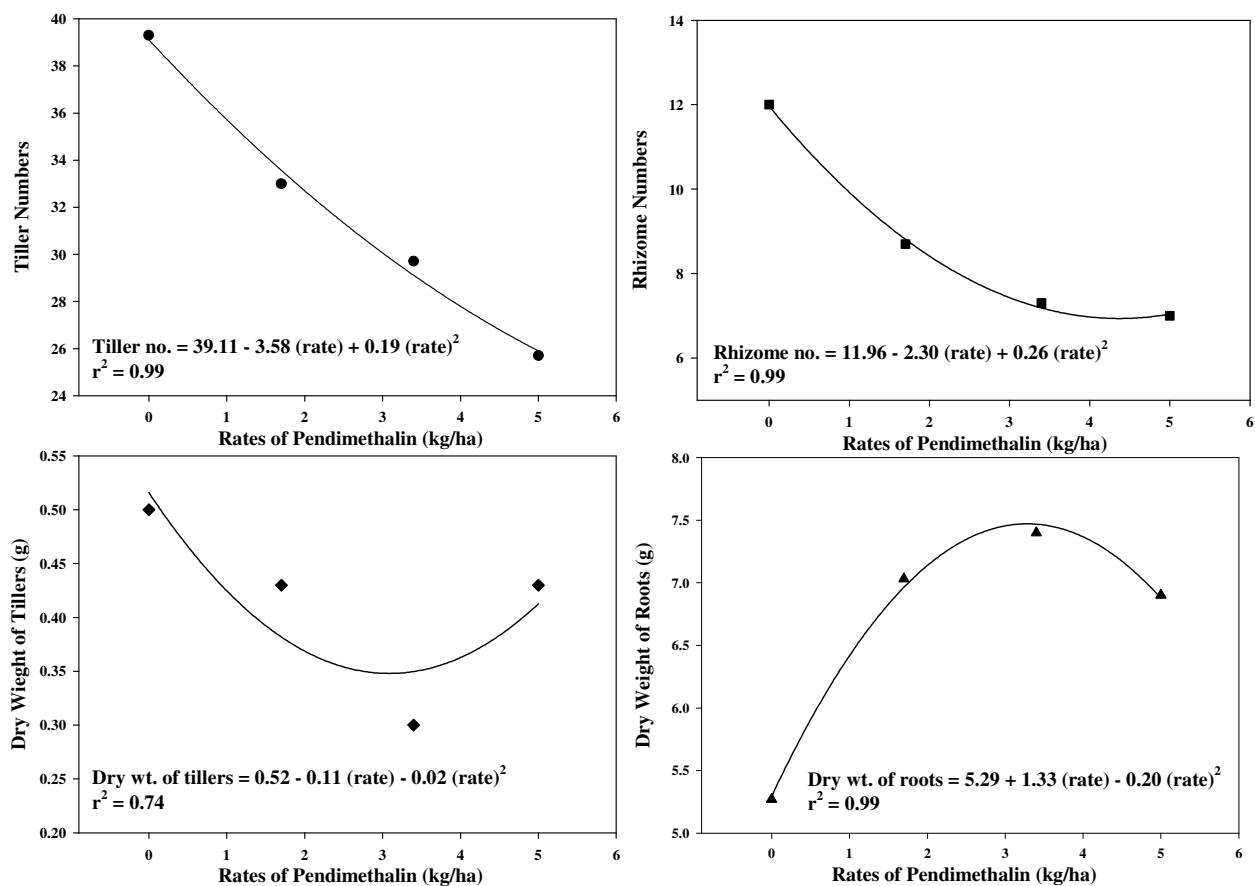 40
38
36
34
32
30
28
26
24
Tiller Numbers
Tiller no. = 39.11 - 3.58 (rate) + 0.19 (rate)²
r² = 0.99
0 1 2 3 4 5 6
Rates of Pendimethalin (kg/ha)
14
12
10
8
6
Rhizome Numbers
Rhizome no. = 11.96 - 2.30 (rate) + 0.26 (rate)²
r² = 0.99
0 1 2 3 4 5 6
Rates of Pendimethalin (kg/ha)
0.55
0.50
0.45
0.40
0.35
0.30
0.25
0.20
Dry Wieght of Tillers (g)
Dry wt. of tillers = 0.52 - 0.11 (rate) - 0.02 (rate)²
r² = 0.74
0 1 2 3 4 5 6
Rates of Pendimethalin (kg/ha)
8.0
7.5
7.0
6.5
6.0
5.5
5.0
Dry Weight of Roots (g)
Dry wt. of roots = 5.29 + 1.33 (rate) - 0.20 (rate)²
r² = 0.99
0 1 2 3 4 5 6
Rates of Pendimethalin (kg/ha)